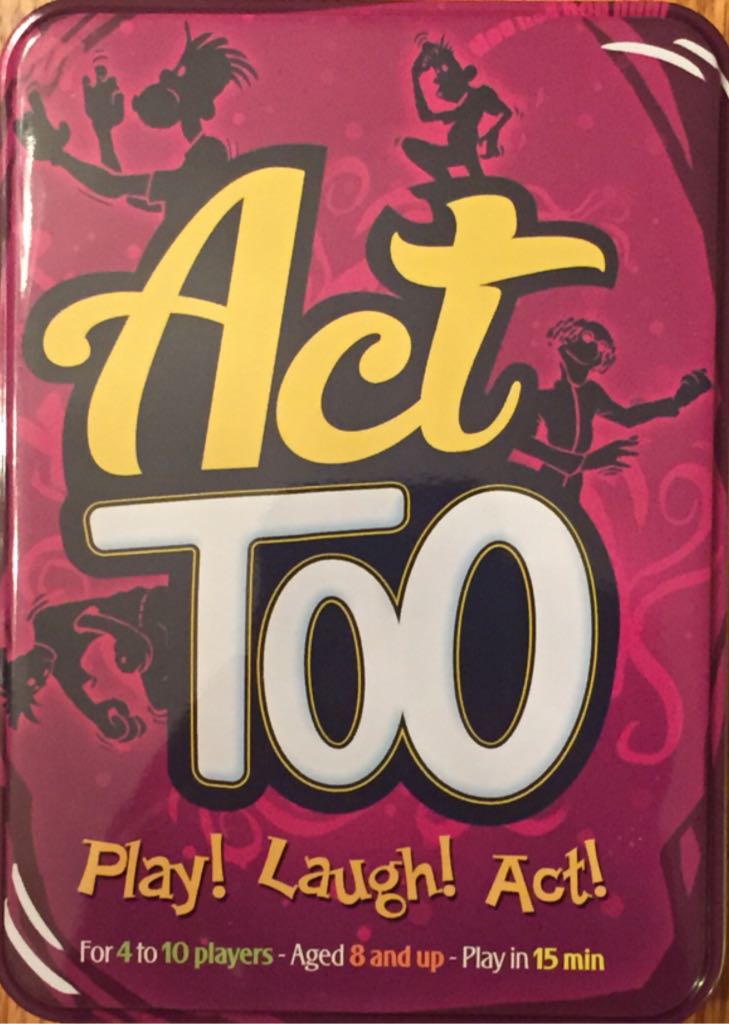 Act
Too
Play! Laugh! Act!
For 4 to 10 players - Aged 8 and up - Play in 15 min